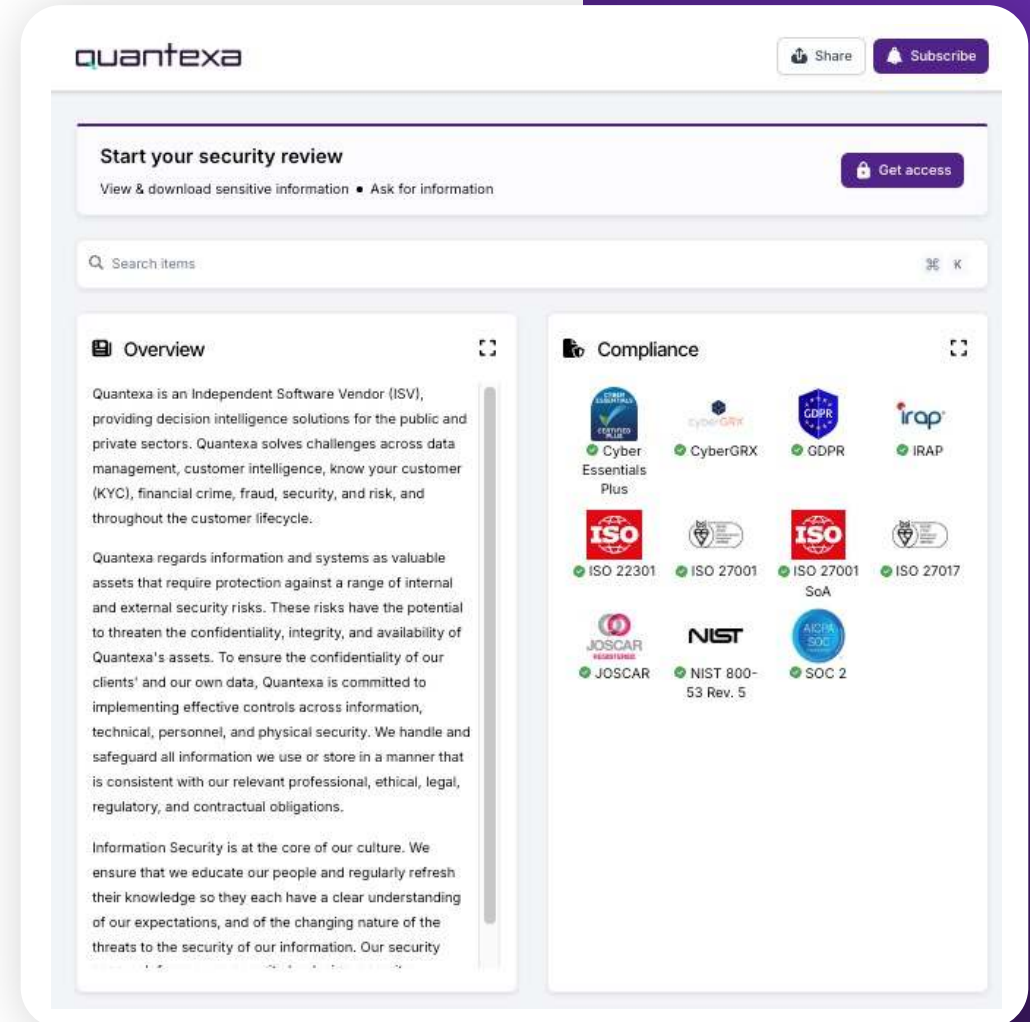 quantexa
Share
Subscribe
Start your security review
View & download sensitive information • Ask for information
Get access
Search items
⌘ K
Overview
Quantexa is an Independent Software Vendor (ISV),
providing decision intelligence solutions for the public and
private sectors. Quantexa solves challenges across data
management, customer intelligence, know your customer
(KYC), financial crime, fraud, security, and risk, and
throughout the customer lifecycle.
Quantexa regards information and systems as valuable
assets that require protection against a range of internal
and external security risks. These risks have the potential
to threaten the confidentiality, integrity, and availability of
Quantexa's assets. To ensure the confidentiality of our
clients' and our own data, Quantexa is committed to
implementing effective controls across information,
technical, personnel, and physical security. We handle and
safeguard all information we use or store in a manner that
is consistent with our relevant professional, ethical, legal,
regulatory, and contractual obligations.
Information Security is at the core of our culture. We
ensure that we educate our people and regularly refresh
their knowledge so they each have a clear understanding
of our expectations, and of the changing nature of the
threats to the security of our information. Our security
Compliance
CYBER
ESSENTIALS
CERTIFIED
PLUS
Cyber
Essentials
Plus
CyberGRX
CyberGRX
GDPR
GDPR
irap
IRAP
ISO
ISO 22301
bsi
ISO 27001
ISO
ISO 27001
SoA
bsi
ISO 27017
JOSCAR
REGISTERED
JOSCAR
NIST
NIST 800-
53 Rev. 5
AICPA
SOC
SOC 2